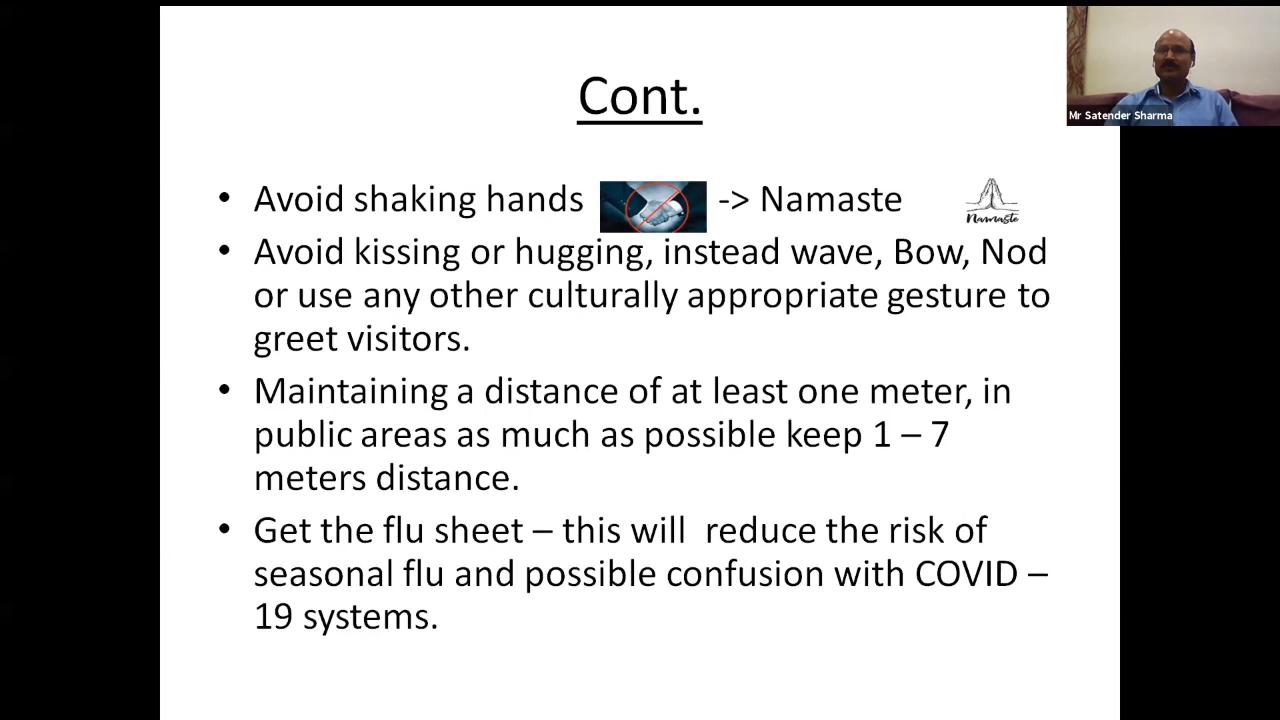 Cont.
Mr Satender Sharma
• Avoid shaking hands -> Namaste
Namaste
• Avoid kissing or hugging, instead wave, Bow, Nod
or use any other culturally appropriate gesture to
greet visitors.
• Maintaining a distance of at least one meter, in
public areas as much as possible keep 1 – 7
meters distance.
• Get the flu sheet – this will  reduce the risk of
seasonal flu and possible confusion with COVID –
19 systems.